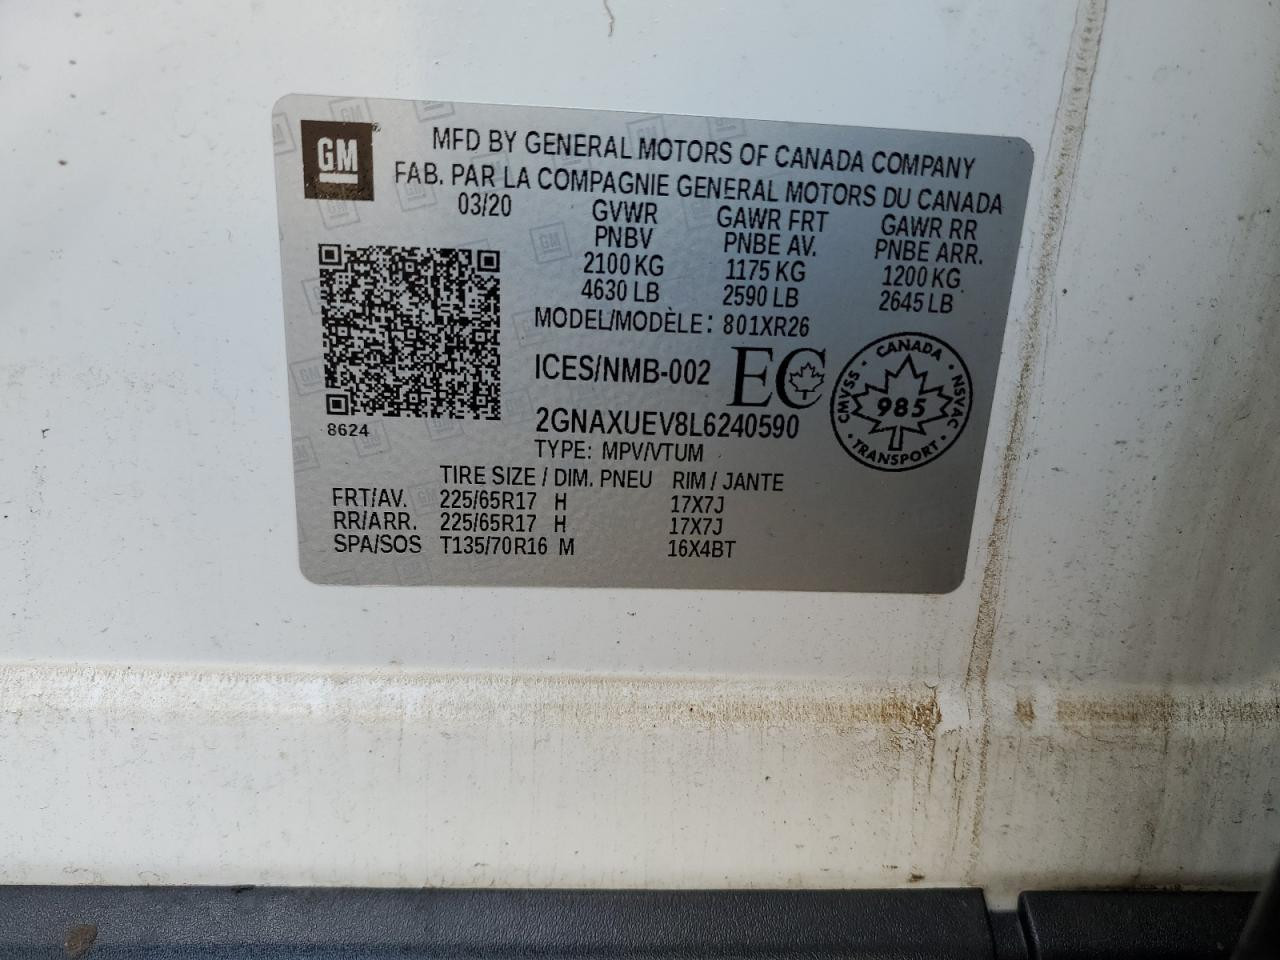 GM
MFD BY GENERAL MOTORS OF CANADA COMPANY
FAB. PAR LA COMPAGNIE GENERAL MOTORS DU CANADA
03/20 GVWR GAWR FRT GAWR RR
PNBV PNBE AV. PNBE ARR.
2100 KG 1175 KG 1200 KG
4630 LB 2590 LB 2645 LB
MODEL/MODÈLE: 801XR26
ICES/NMB-002 EC
CANADA
CMVSS · 985 · NSVAC
TRANSPORT
8624
2GNAXUEV8L6240590
TYPE: MPV/VTUM
TIRE SIZE / DIM. PNEU RIM / JANTE
FRT/AV. 225/65R17 H 17X7J
RR/ARR. 225/65R17 H 17X7J
SPA/SOS T135/70R16 M 16X4BT